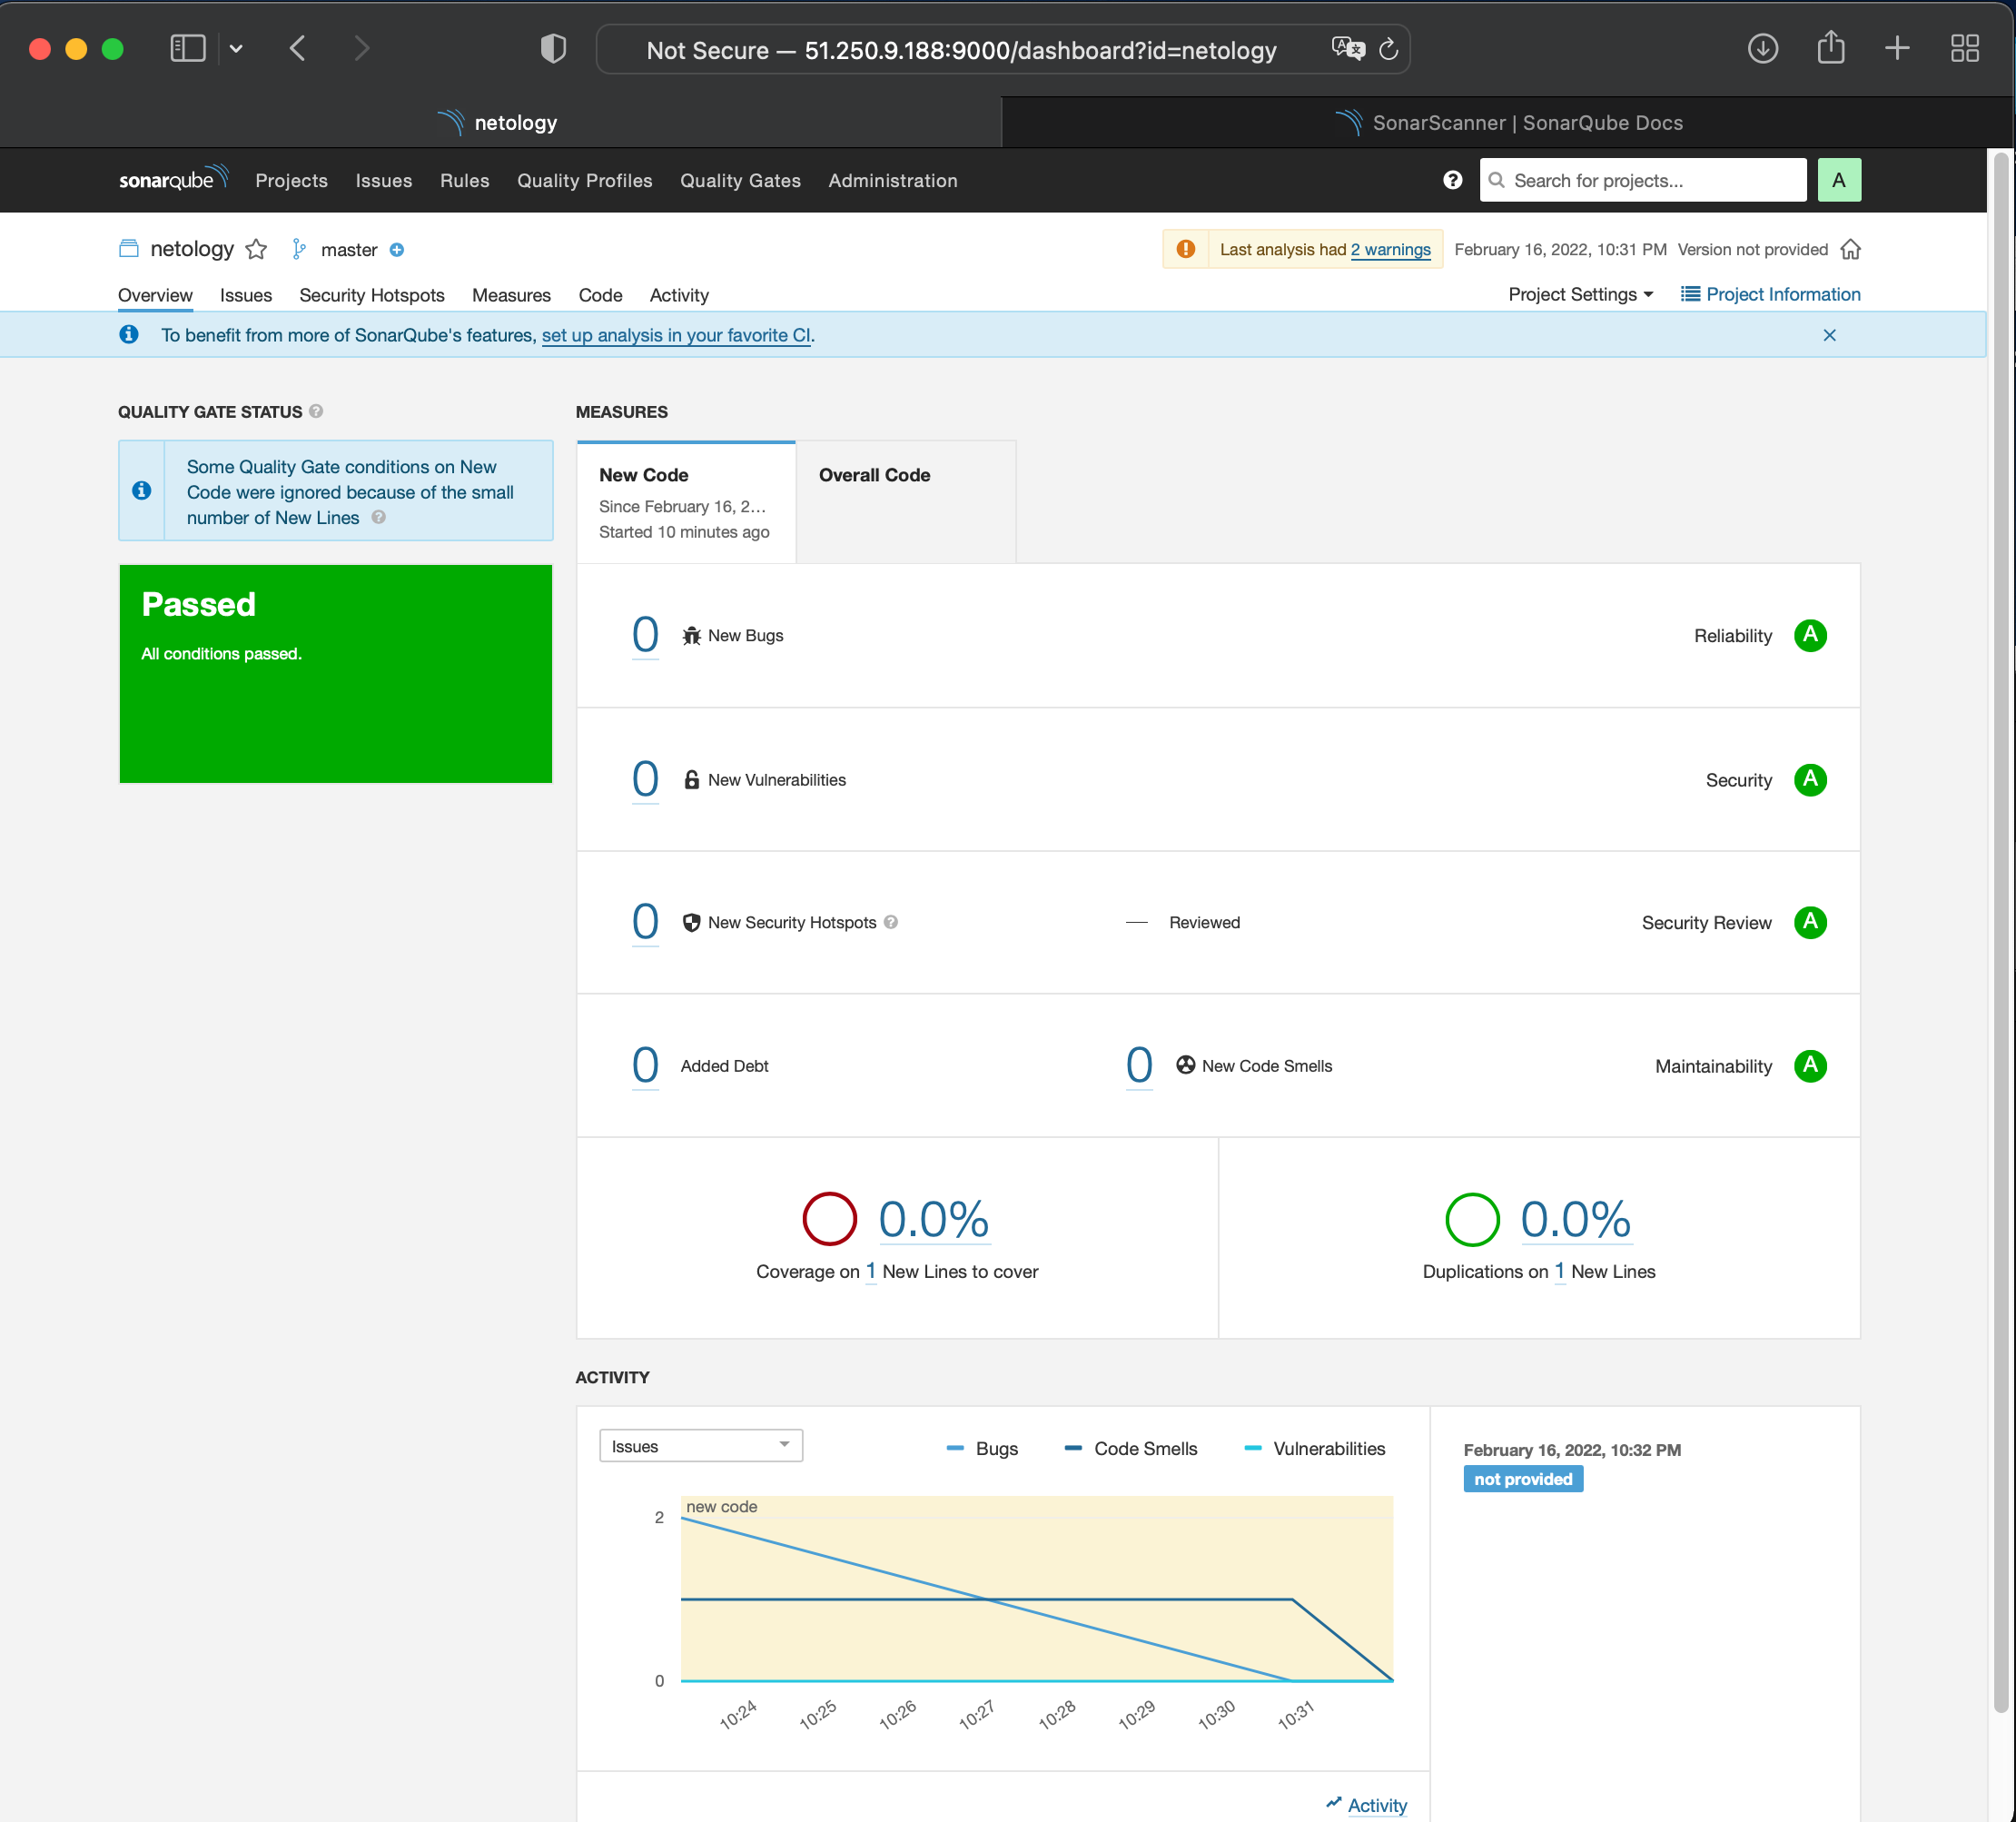 Not Secure — 51.250.9.188:9000/dashboard?id=netology
netology
SonarScanner | SonarQube Docs
sonarqube Projects Issues Rules Quality Profiles Quality Gates Administration
? Search for projects... A
netology master
Last analysis had 2 warnings February 16, 2022, 10:31 PM Version not provided
Overview Issues Security Hotspots Measures Code Activity
Project Settings Project Information
To benefit from more of SonarQube's features, set up analysis in your favorite CI.
QUALITY GATE STATUS ?
Some Quality Gate conditions on New
Code were ignored because of the small
number of New Lines ?
Passed
All conditions passed.
MEASURES
New Code
Since February 16, 2…
Started 10 minutes ago
Overall Code
0 New Bugs Reliability A
0 New Vulnerabilities Security A
0 New Security Hotspots ? — Reviewed Security Review A
0 Added Debt 0 New Code Smells Maintainability A
0.0%
Coverage on 1 New Lines to cover
0.0%
Duplications on 1 New Lines
ACTIVITY
Issues Bugs Code Smells Vulnerabilities
new code
2
0
10:24 10:25 10:26 10:27 10:28 10:29 10:30 10:31
February 16, 2022, 10:32 PM
not provided
Activity